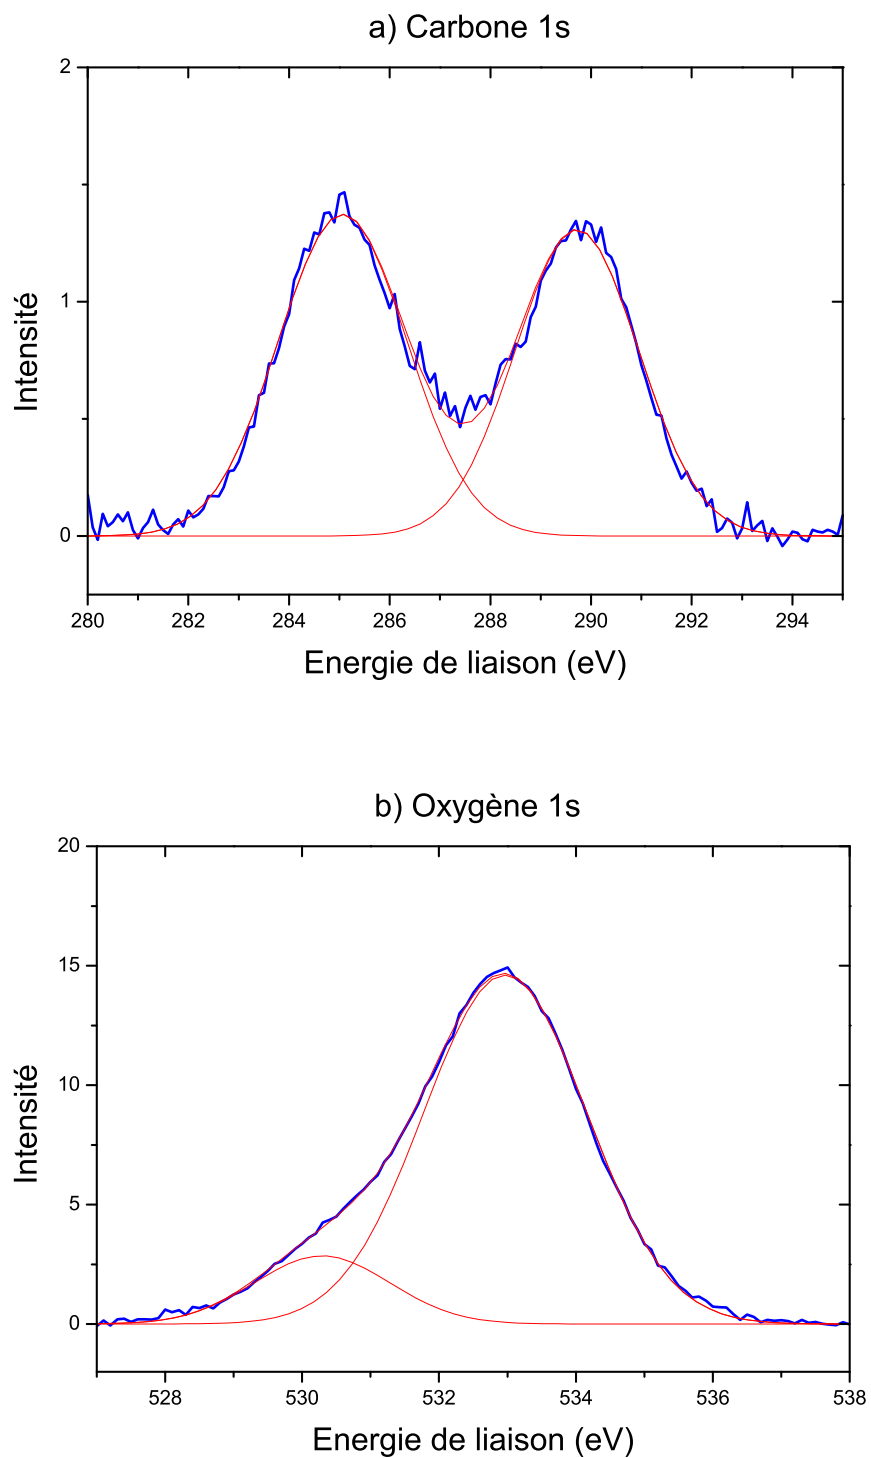 a) Carbone 1s
2
1
0
280 282 284 286 288 290 292 294
Intensité
Energie de liaison (eV)
b) Oxygène 1s
20
15
10
5
0
528 530 532 534 536 538
Intensité
Energie de liaison (eV)